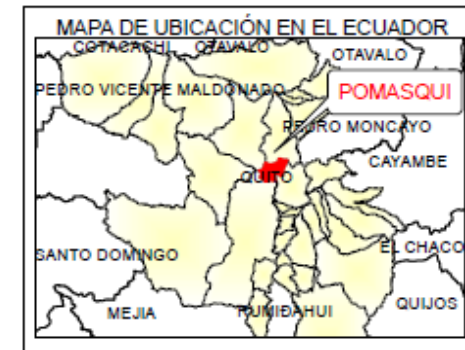 MAPA DE UBICACIÓN EN EL ECUADOR
COTACACHI
OTAVALO
OTAVALO
PEDRO VICENTE MALDONADO
POMASQUI
PEDRO MONCAYO
CAYAMBE
QUITO
SANTO DOMINGO
EL CHACO
MEJIA
RUMIÐAHUI
QUIJOS